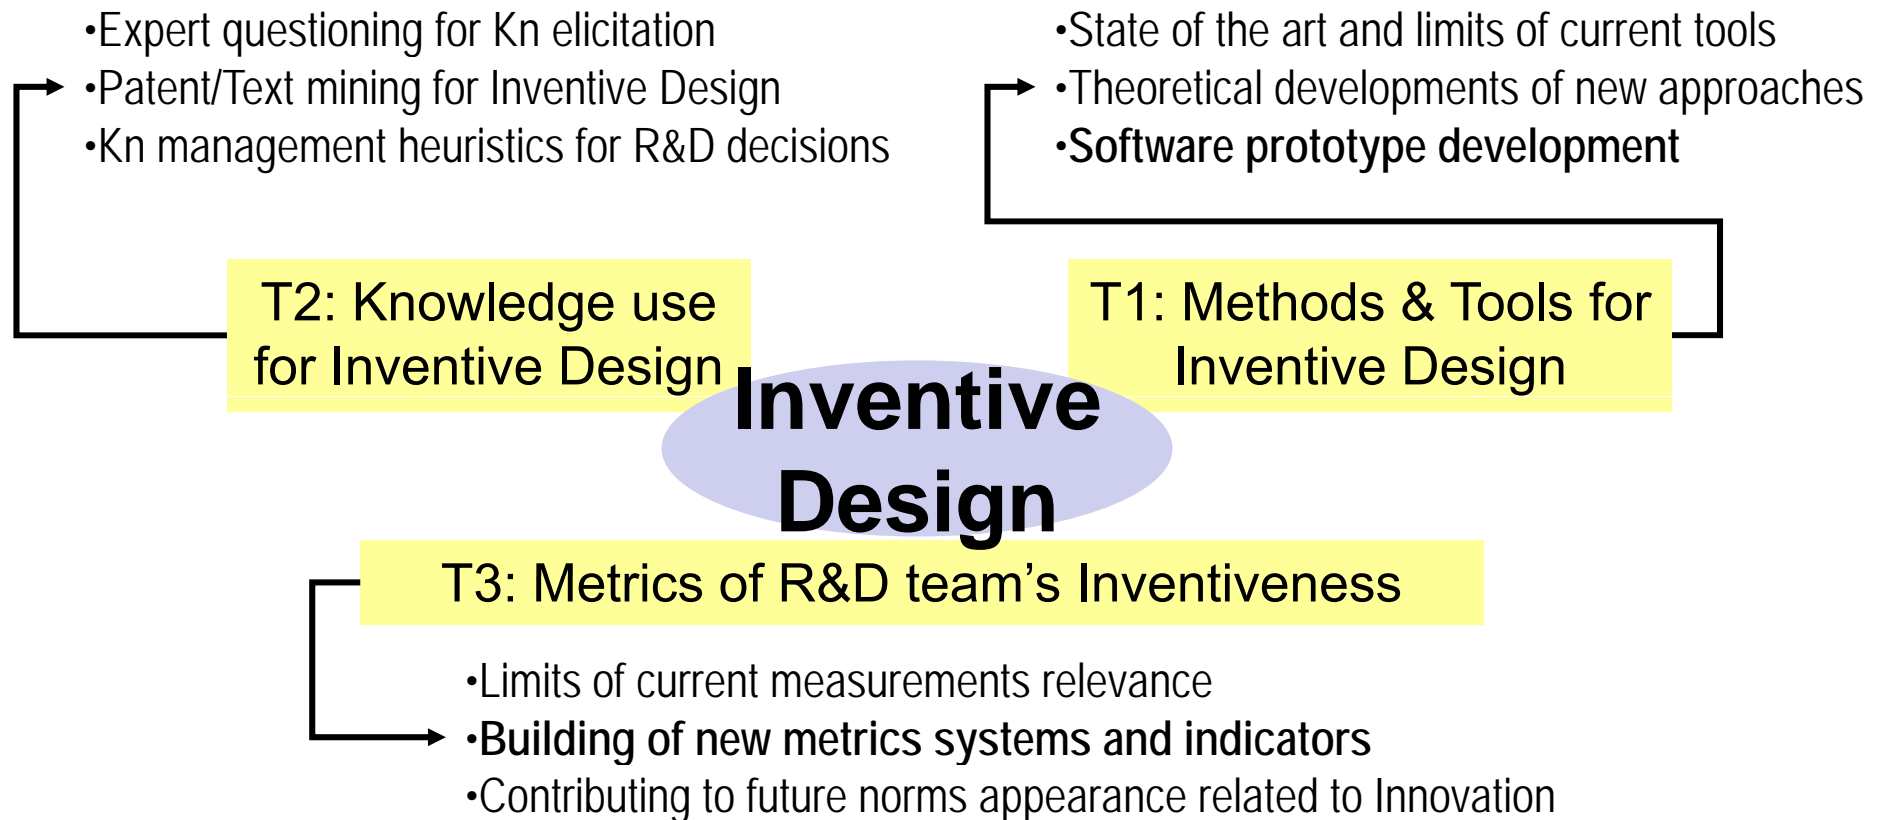 •Expert questioning for Kn elicitation
•Patent/Text mining for Inventive Design
•Kn management heuristics for R&D decisions
•State of the art and limits of current tools
•Theoretical developments of new approaches
•Software prototype development
T2: Knowledge use
for Inventive Design
T1: Methods & Tools for
Inventive Design
Inventive
Design
T3: Metrics of R&D team’s Inventiveness
•Limits of current measurements relevance
•Building of new metrics systems and indicators
•Contributing to future norms appearance related to Innovation